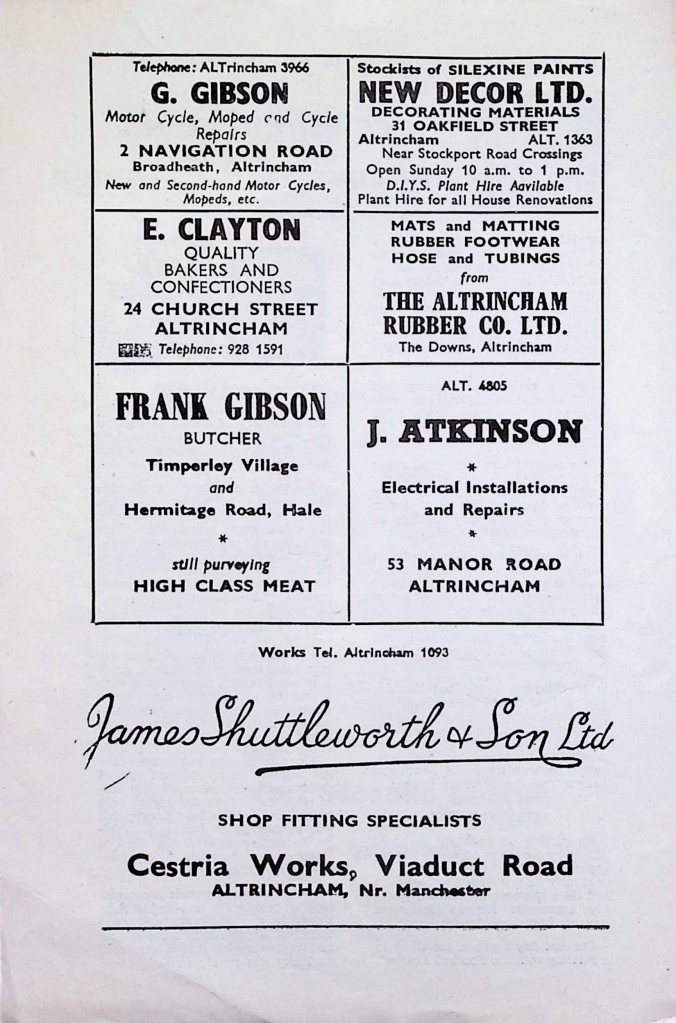 Telephone: ALTrincham 3966
G. GIBSON
Motor Cycle, Moped and Cycle
Repairs
2 NAVIGATION ROAD
Broadheath, Altrincham
New and Second-hand Motor Cycles,
Mopeds, etc.
Stockists of SILEXINE PAINTS
NEW DECOR LTD.
DECORATING MATERIALS
31 OAKFIELD STREET
Altrincham ALT. 1363
Near Stockport Road Crossings
Open Sunday 10 a.m. to 1 p.m.
D.I.Y.S. Plant Hire Aavilable
Plant Hire for all House Renovations
E. CLAYTON
QUALITY
BAKERS AND
CONFECTIONERS
24 CHURCH STREET
ALTRINCHAM
Telephone: 928 1591
MATS and MATTING
RUBBER FOOTWEAR
HOSE and TUBINGS
from
THE ALTRINCHAM
RUBBER CO. LTD.
The Downs, Altrincham
FRANK GIBSON
BUTCHER
Timperley Village
and
Hermitage Road, Hale
*
still purveying
HIGH CLASS MEAT
ALT. 4805
J. ATKINSON
*
Electrical Installations
and Repairs
*
53 MANOR ROAD
ALTRINCHAM
Works Tel. Altrincham 1093
James Shuttleworth & Son Ltd
SHOP FITTING SPECIALISTS
Cestria Works, Viaduct Road
ALTRINCHAM, Nr. Manchester